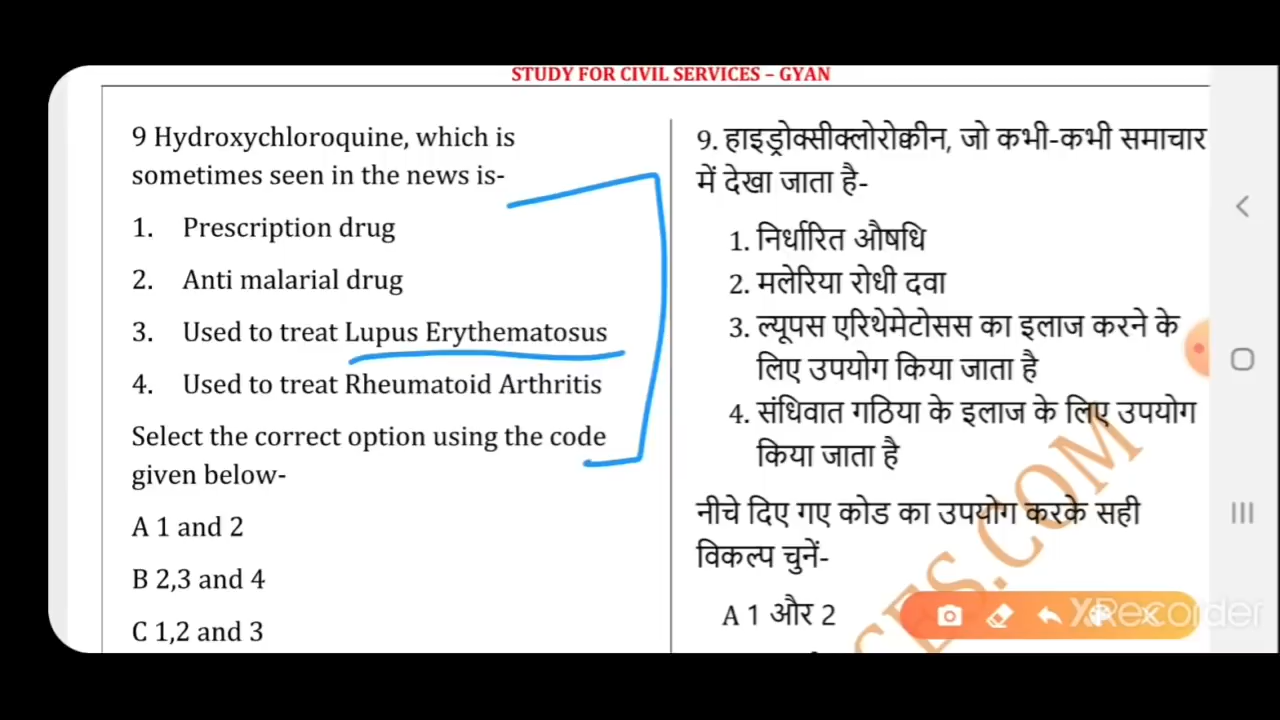 STUDY FOR CIVIL SERVICES – GYAN
9 Hydroxychloroquine, which is
sometimes seen in the news is-
1. Prescription drug
2. Anti malarial drug
3. Used to treat Lupus Erythematosus
4. Used to treat Rheumatoid Arthritis
Select the correct option using the code
given below-
A 1 and 2
B 2,3 and 4
C 1,2 and 3
9. हाइड्रोक्सीक्लोरोक्वीन, जो कभी-कभी समाचार
में देखा जाता है-
1. निर्धारित औषधि
2. मलेरिया रोधी दवा
3. ल्यूपस एरिथेमेटोसस का इलाज करने के
लिए उपयोग किया जाता है
4. संधिवात गठिया के इलाज के लिए उपयोग
किया जाता है
नीचे दिए गए कोड का उपयोग करके सही
विकल्प चुनें-
A 1 और 2
CES.COM
XRecorder